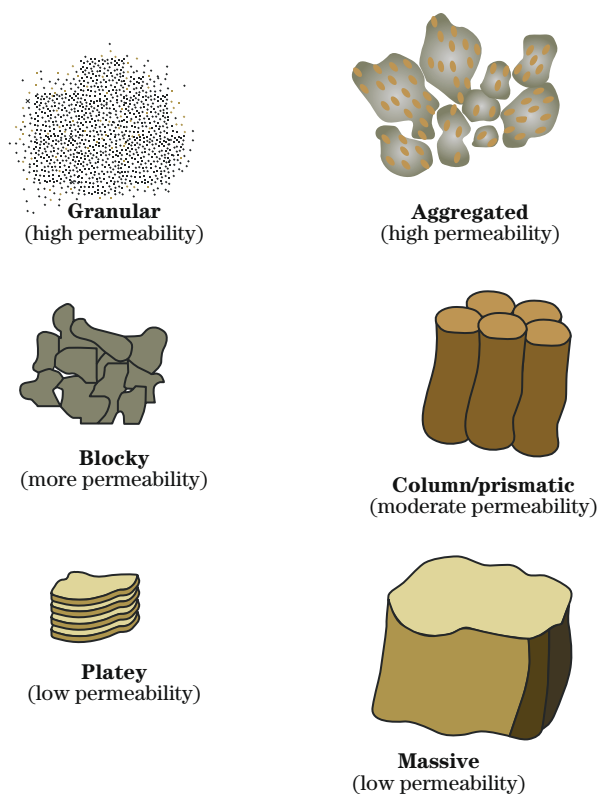 Granular
(high permeability)
Aggregated
(high permeability)
Blocky
(more permeability)
Column/prismatic
(moderate permeability)
Platey
(low permeability)
Massive
(low permeability)